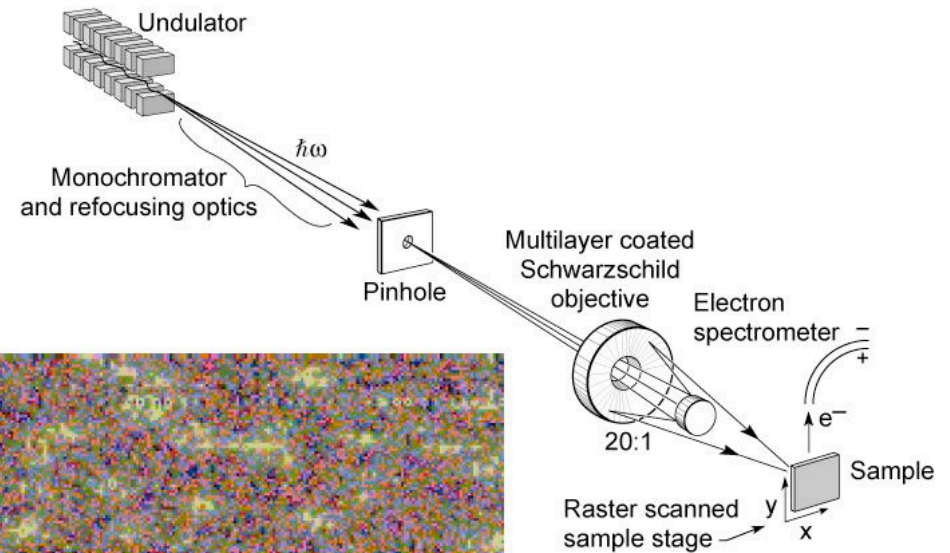 Undulator
ħω
Monochromator
and refocusing optics
Pinhole
Multilayer coated
Schwarzschild
objective
Electron
spectrometer
20:1
−
+
e−
Sample
Raster scanned
sample stage
y
x